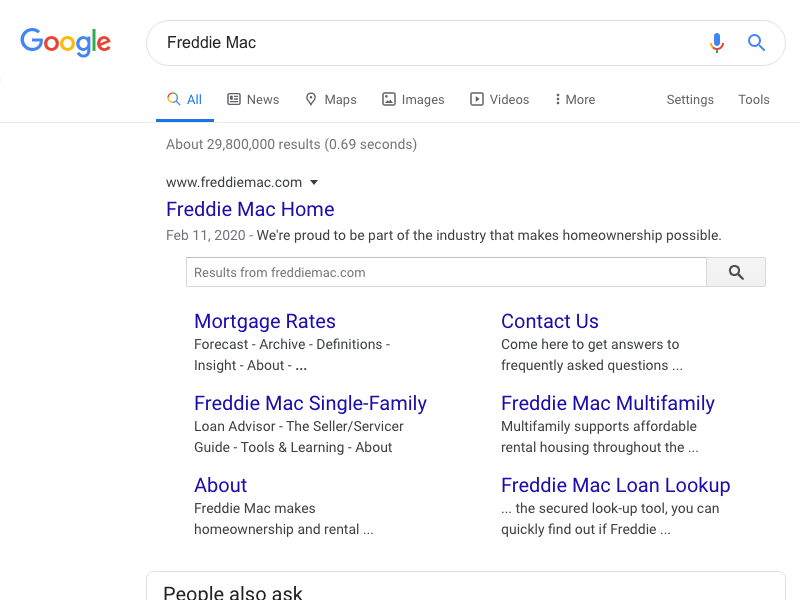 Google
Freddie Mac
All News Maps Images Videos More Settings Tools
About 29,800,000 results (0.69 seconds)
www.freddiemac.com
Freddie Mac Home
Feb 11, 2020 - We're proud to be part of the industry that makes homeownership possible.
Results from freddiemac.com
Mortgage Rates
Forecast - Archive - Definitions -
Insight - About - ...
Contact Us
Come here to get answers to
frequently asked questions ...
Freddie Mac Single-Family
Loan Advisor - The Seller/Servicer
Guide - Tools & Learning - About
Freddie Mac Multifamily
Multifamily supports affordable
rental housing throughout the ...
About
Freddie Mac makes
homeownership and rental ...
Freddie Mac Loan Lookup
... the secured look-up tool, you can
quickly find out if Freddie ...
People also ask